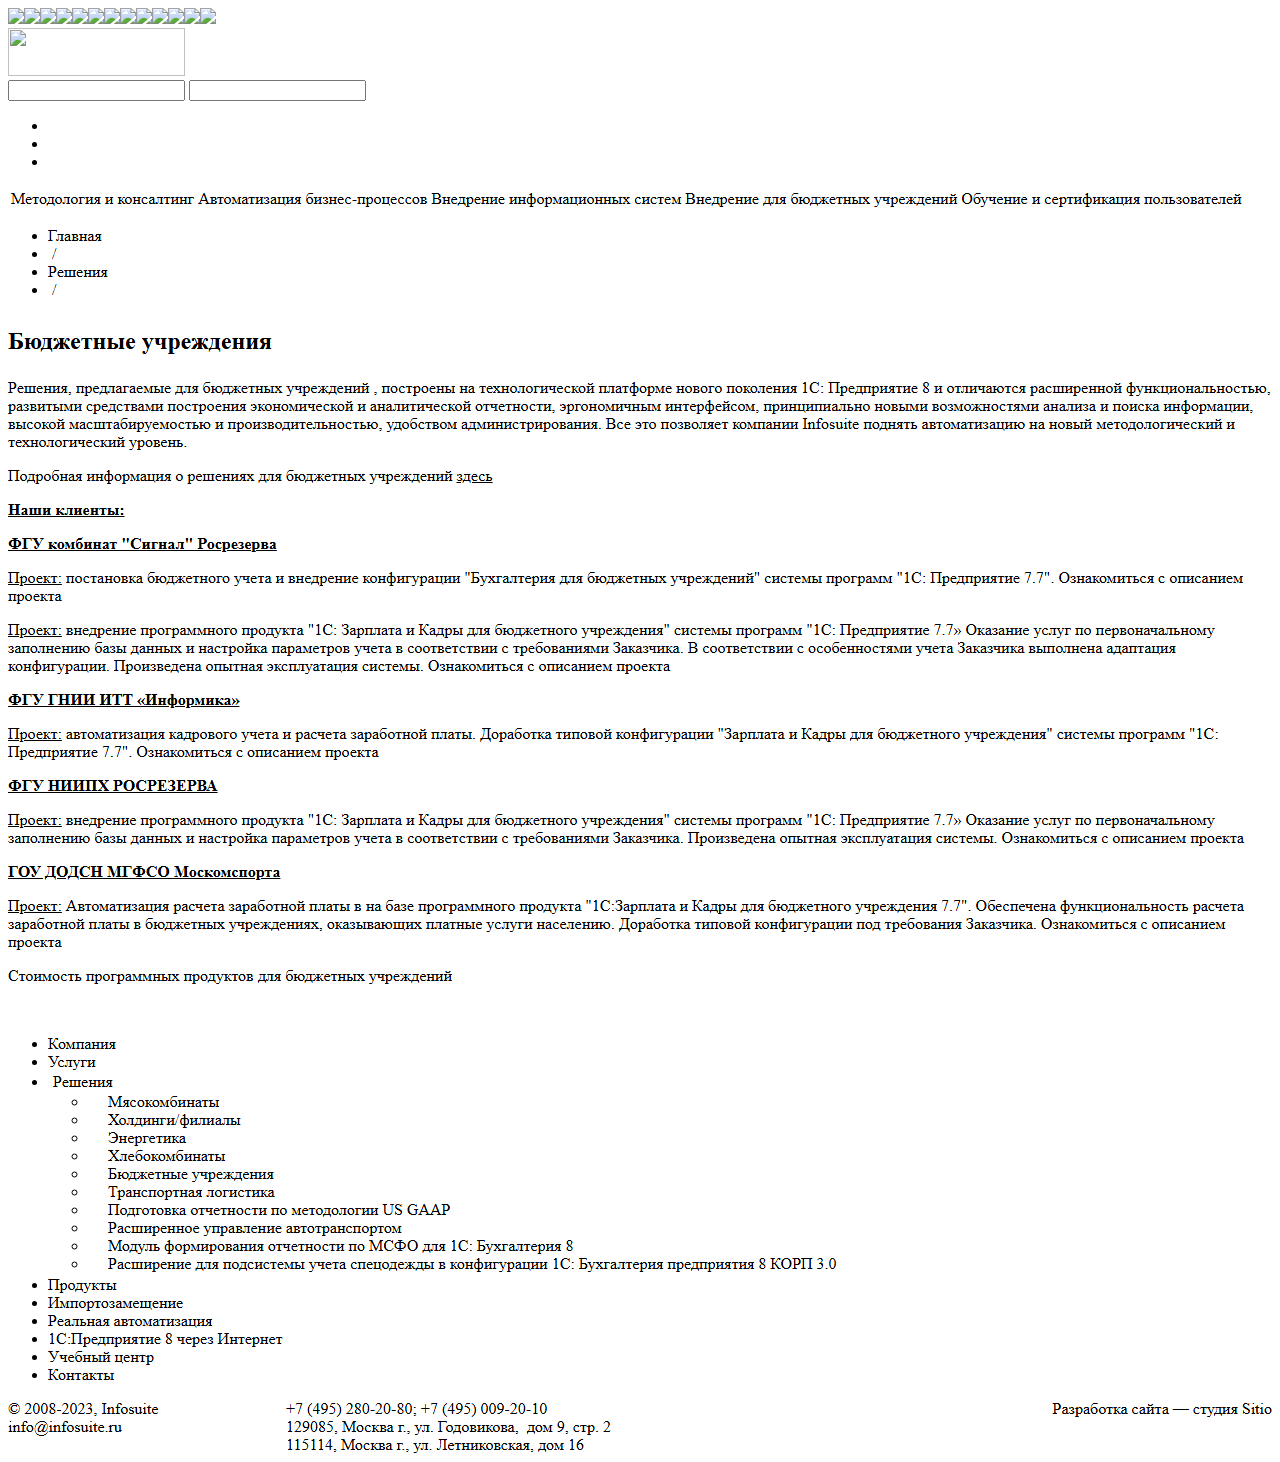 Методология и консалтинг Автоматизация бизнес-процессов Внедрение информационных систем Внедрение для бюджетных учреждений Обучение и сертификация пользователей
Главная
/
Решения
/
Бюджетные учреждения
Решения, предлагаемые для бюджетных учреждений , построены на технологической платформе нового поколения 1С: Предприятие 8 и отличаются расширенной функциональностью,
развитыми средствами построения экономической и аналитической отчетности, эргономичным интерфейсом, принципиально новыми возможностями анализа и поиска информации,
высокой масштабируемостью и производительностью, удобством администрирования. Все это позволяет компании Infosuite поднять автоматизацию на новый методологический и
технологический уровень.
Подробная информация о решениях для бюджетных учреждений здесь
Наши клиенты:
ФГУ комбинат "Сигнал" Росрезерва
Проект: постановка бюджетного учета и внедрение конфигурации "Бухгалтерия для бюджетных учреждений" системы программ "1С: Предприятие 7.7". Ознакомиться с описанием
проекта
Проект: внедрение программного продукта "1С: Зарплата и Кадры для бюджетного учреждения" системы программ "1С: Предприятие 7.7» Оказание услуг по первоначальному
заполнению базы данных и настройка параметров учета в соответствии с требованиями Заказчика. В соответствии с особенностями учета Заказчика выполнена адаптация
конфигурации. Произведена опытная эксплуатация системы. Ознакомиться с описанием проекта
ФГУ ГНИИ ИТТ «Информика»
Проект: автоматизация кадрового учета и расчета заработной платы. Доработка типовой конфигурации "Зарплата и Кадры для бюджетного учреждения" системы программ "1С:
Предприятие 7.7". Ознакомиться с описанием проекта
ФГУ НИИПХ РОСРЕЗЕРВА
Проект: внедрение программного продукта "1С: Зарплата и Кадры для бюджетного учреждения" системы программ "1С: Предприятие 7.7» Оказание услуг по первоначальному
заполнению базы данных и настройка параметров учета в соответствии с требованиями Заказчика. Произведена опытная эксплуатация системы. Ознакомиться с описанием проекта
ГОУ ДОДСН МГФСО Москомспорта
Проект: Автоматизация расчета заработной платы в на базе программного продукта "1С:Зарплата и Кадры для бюджетного учреждения 7.7". Обеспечена функциональность расчета
заработной платы в бюджетных учреждениях, оказывающих платные услуги населению. Доработка типовой конфигурации под требования Заказчика. Ознакомиться с описанием
проекта
Стоимость программных продуктов для бюджетных учреждений
Компания
Услуги
Решения
Мясокомбинаты
Холдинги/филиалы
Энергетика
Хлебокомбинаты
Бюджетные учреждения
Транспортная логистика
Подготовка отчетности по методологии US GAAP
Расширенное управление автотранспортом
Модуль формирования отчетности по МСФО для 1С: Бухгалтерия 8
Расширение для подсистемы учета спецодежды в конфигурации 1С: Бухгалтерия предприятия 8 КОРП 3.0
Продукты
Импортозамещение
Реальная автоматизация
1С:Предприятие 8 через Интернет
Учебный центр
Контакты
© 2008-2023, Infosuite
info@infosuite.ru
+7 (495) 280-20-80; +7 (495) 009-20-10
129085, Москва г., ул. Годовикова, дом 9, стр. 2
115114, Москва г., ул. Летниковская, дом 16
Разработка сайта — студия Sitio